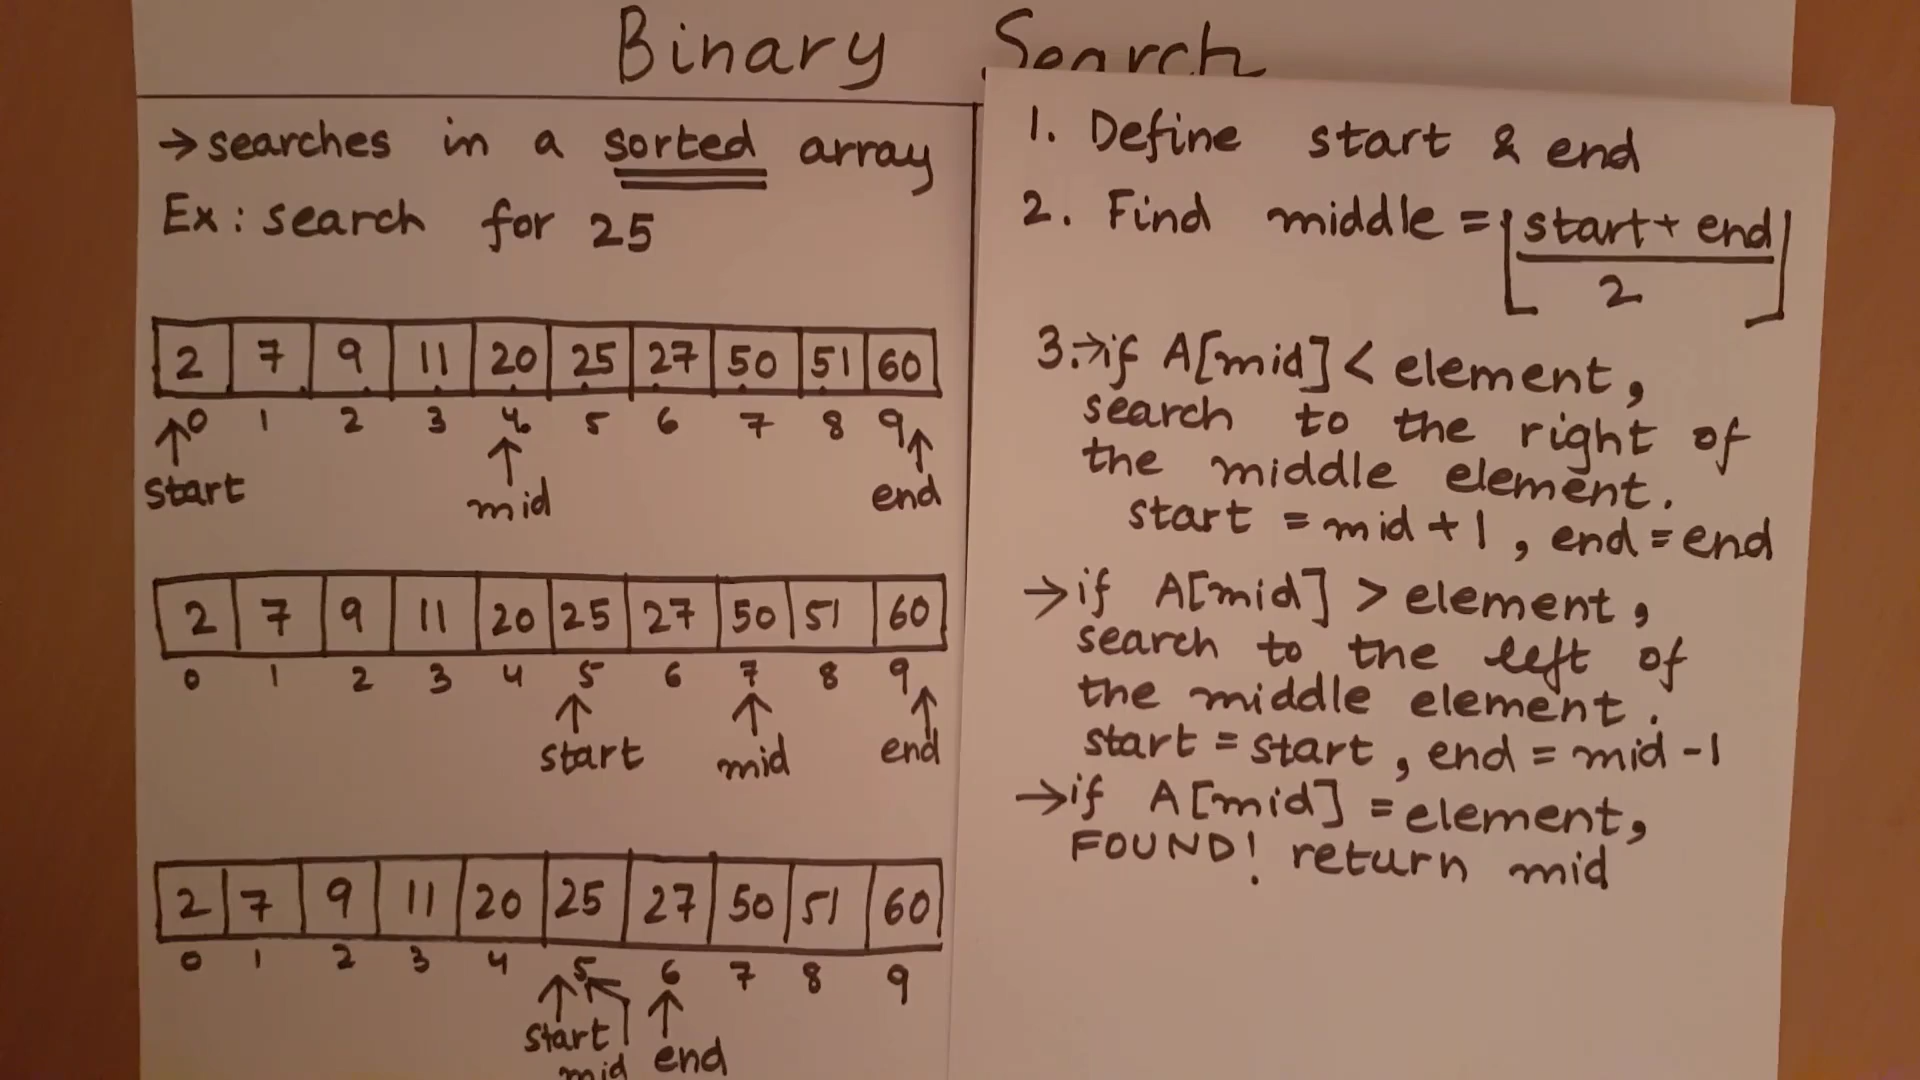 Binary Search
→ searches in a sorted array
Ex: search for 25
2 7 9 11 20 25 27 50 51 60
0 1 2 3 4 5 6 7 8 9
start mid end
2 7 9 11 20 25 27 50 51 60
0 1 2 3 4 5 6 7 8 9
start mid end
2 7 9 11 20 25 27 50 51 60
0 1 2 3 4 5 6 7 8 9
start end
mid
1. Define start & end
2. Find middle = ⌊start + end / 2⌋
3. → if A[mid] < element,
search to the right of
the middle element.
start = mid + 1, end = end
→ if A[mid] > element,
search to the left of
the middle element.
start = start, end = mid - 1
→ if A[mid] = element,
FOUND! return mid